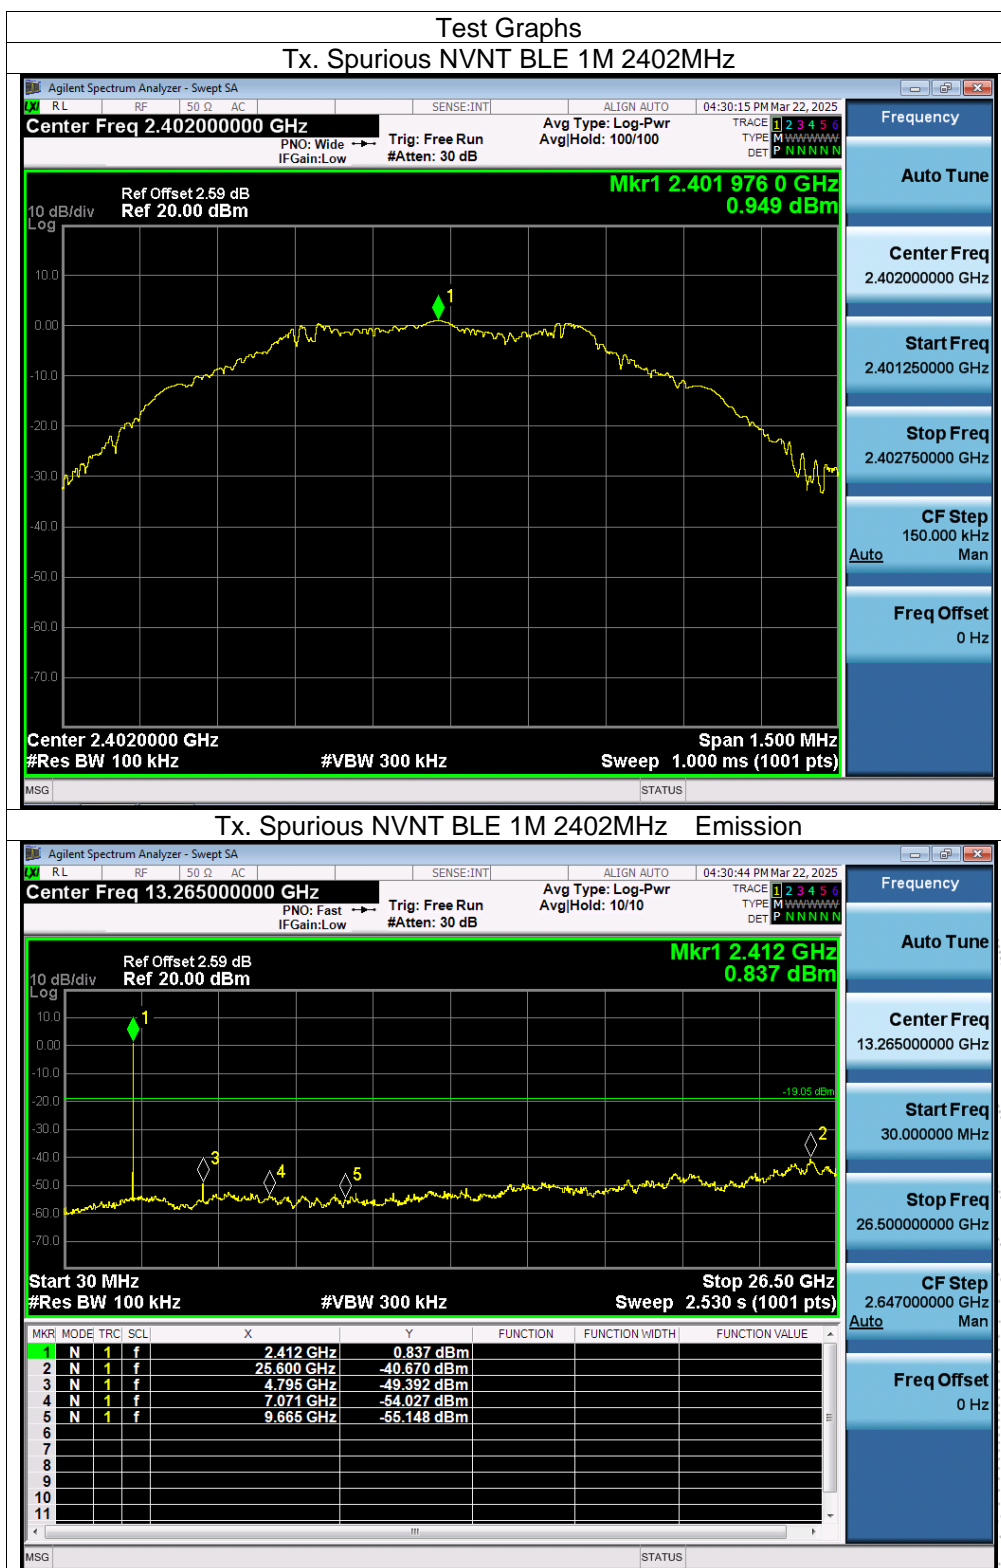 Test Graphs
Tx. Spurious NVNT BLE 1M 2402MHz
Agilent Spectrum Analyzer - Swept SA
LXI RL RF 50 Ω AC SENSE:INT ALIGN AUTO 04:30:15 PM Mar 22, 2025
Center Freq 2.402000000 GHz Avg Type: Log-Pwr TRACE 1 2 3 4 5 6
PNO: Wide Trig: Free Run Avg|Hold: 100/100 TYPE M WWWWW
IFGain:Low #Atten: 30 dB DET P N N N N N
Frequency
Auto Tune
Center Freq
2.402000000 GHz
Start Freq
2.401250000 GHz
Stop Freq
2.402750000 GHz
CF Step
150.000 kHz
Auto Man
Freq Offset
0 Hz
Mkr1 2.401 976 0 GHz
0.949 dBm
Ref Offset 2.59 dB
10 dB/div Ref 20.00 dBm
Log
10.0
1
0.00
-10.0
-20.0
-30.0
-40.0
-50.0
-60.0
-70.0
Center 2.4020000 GHz Span 1.500 MHz
#Res BW 100 kHz #VBW 300 kHz Sweep 1.000 ms (1001 pts)
MSG STATUS
Tx. Spurious NVNT BLE 1M 2402MHz Emission
Agilent Spectrum Analyzer - Swept SA
LXI RL RF 50 Ω AC SENSE:INT ALIGN AUTO 04:30:44 PM Mar 22, 2025
Center Freq 13.265000000 GHz Avg Type: Log-Pwr TRACE 1 2 3 4 5 6
PNO: Fast Trig: Free Run Avg|Hold: 10/10 TYPE M WWWWW
IFGain:Low #Atten: 30 dB DET P N N N N N
Frequency
Auto Tune
Center Freq
13.265000000 GHz
Start Freq
30.000000 MHz
Stop Freq
26.500000000 GHz
CF Step
2.647000000 GHz
Auto Man
Freq Offset
0 Hz
Mkr1 2.412 GHz
0.837 dBm
Ref Offset 2.59 dB
10 dB/div Ref 20.00 dBm
Log
10.0
1
0.00
-10.0
-19.05 dBm
-20.0
-30.0
2
-40.0
3
4
5
-50.0
-60.0
-70.0
Start 30 MHz Stop 26.50 GHz
#Res BW 100 kHz #VBW 300 kHz Sweep 2.530 s (1001 pts)
MKR MODE TRC SCL X Y FUNCTION FUNCTION WIDTH FUNCTION VALUE
1 N 1 f 2.412 GHz 0.837 dBm
2 N 1 f 25.600 GHz -40.670 dBm
3 N 1 f 4.795 GHz -49.392 dBm
4 N 1 f 7.071 GHz -54.027 dBm
5 N 1 f 9.665 GHz -55.148 dBm
6
7
8
9
10
11
MSG STATUS